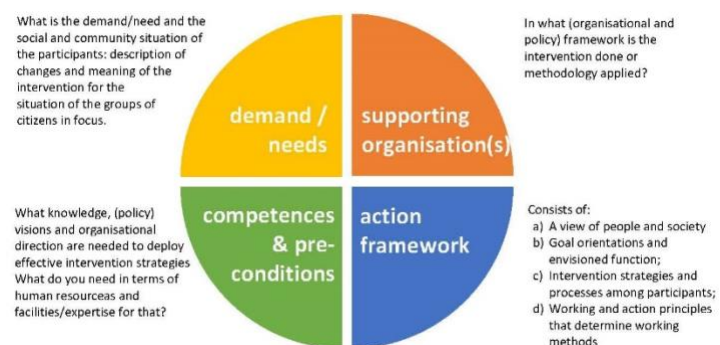 What is the demand/need and the
social and community situation of
the participants: description of
changes and meaning of the
intervention for the
situation of the groups of
citizens in focus.
In what (organisational and
policy) framework is the
intervention done or
methodology applied?
demand /
needs
supporting
organisation(s)
competences
& pre-
conditions
action
framework
What knowledge, (policy)
visions and organisational
direction are needed to deploy
effective intervention strategies
What do you need in terms of
human resourceas and
facilities/expertise for that?
Consists of:
a) A view of people and society
b) Goal orientations and
envisioned function;
c) Intervention strategies and
processes among participants;
d) Working and action principles
that determine working
methods